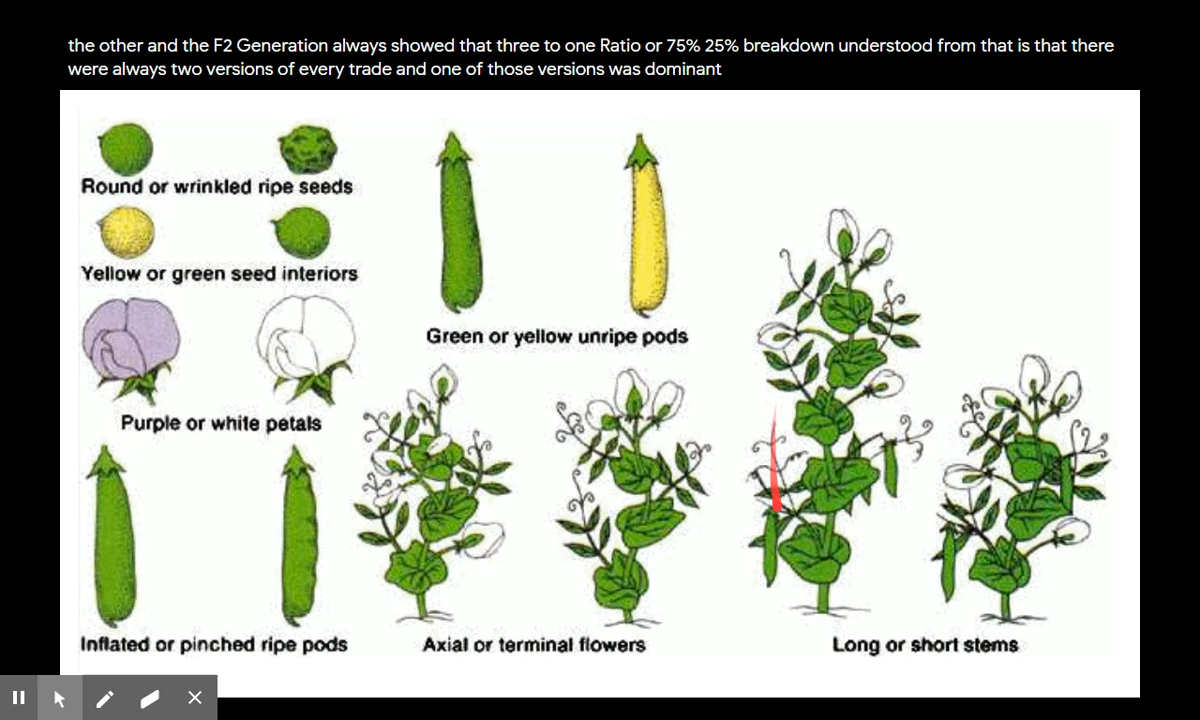 the other and the F2 Generation always showed that three to one Ratio or 75% 25% breakdown understood from that is that there
were always two versions of every trade and one of those versions was dominant
Round or wrinkled ripe seeds
Yellow or green seed interiors
Purple or white petals
Green or yellow unripe pods
Inflated or pinched ripe pods
Axial or terminal flowers
Long or short stems